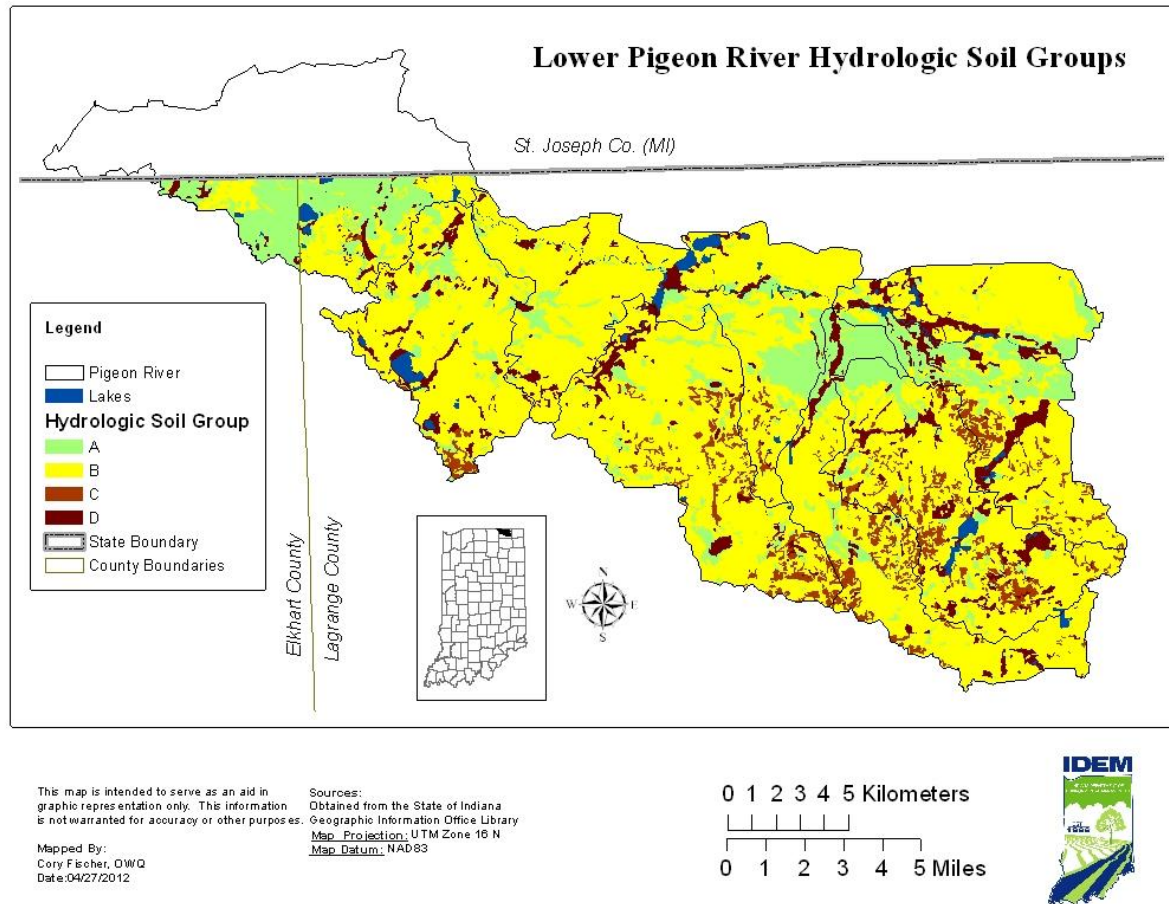 Lower Pigeon River Hydrologic Soil Groups
St. Joseph Co. (MI)
Legend
Pigeon River
Lakes
Hydrologic Soil Group
A
B
C
D
State Boundary
County Boundaries
Elkhart County
Lagrange County
N
W E
S
This map is intended to serve as an aid in
graphic representation only. This information
is not warranted for accuracy or other purposes.
Mapped By:
Cory Fischer, OWQ
Date:04/27/2012
Sources:
Obtained from the State of Indiana
Geographic Information Office Library
Map Projection: UTM Zone 16 N
Map Datum: NAD83
0 1 2 3 4 5 Kilometers
0 1 2 3 4 5 Miles
IDEM